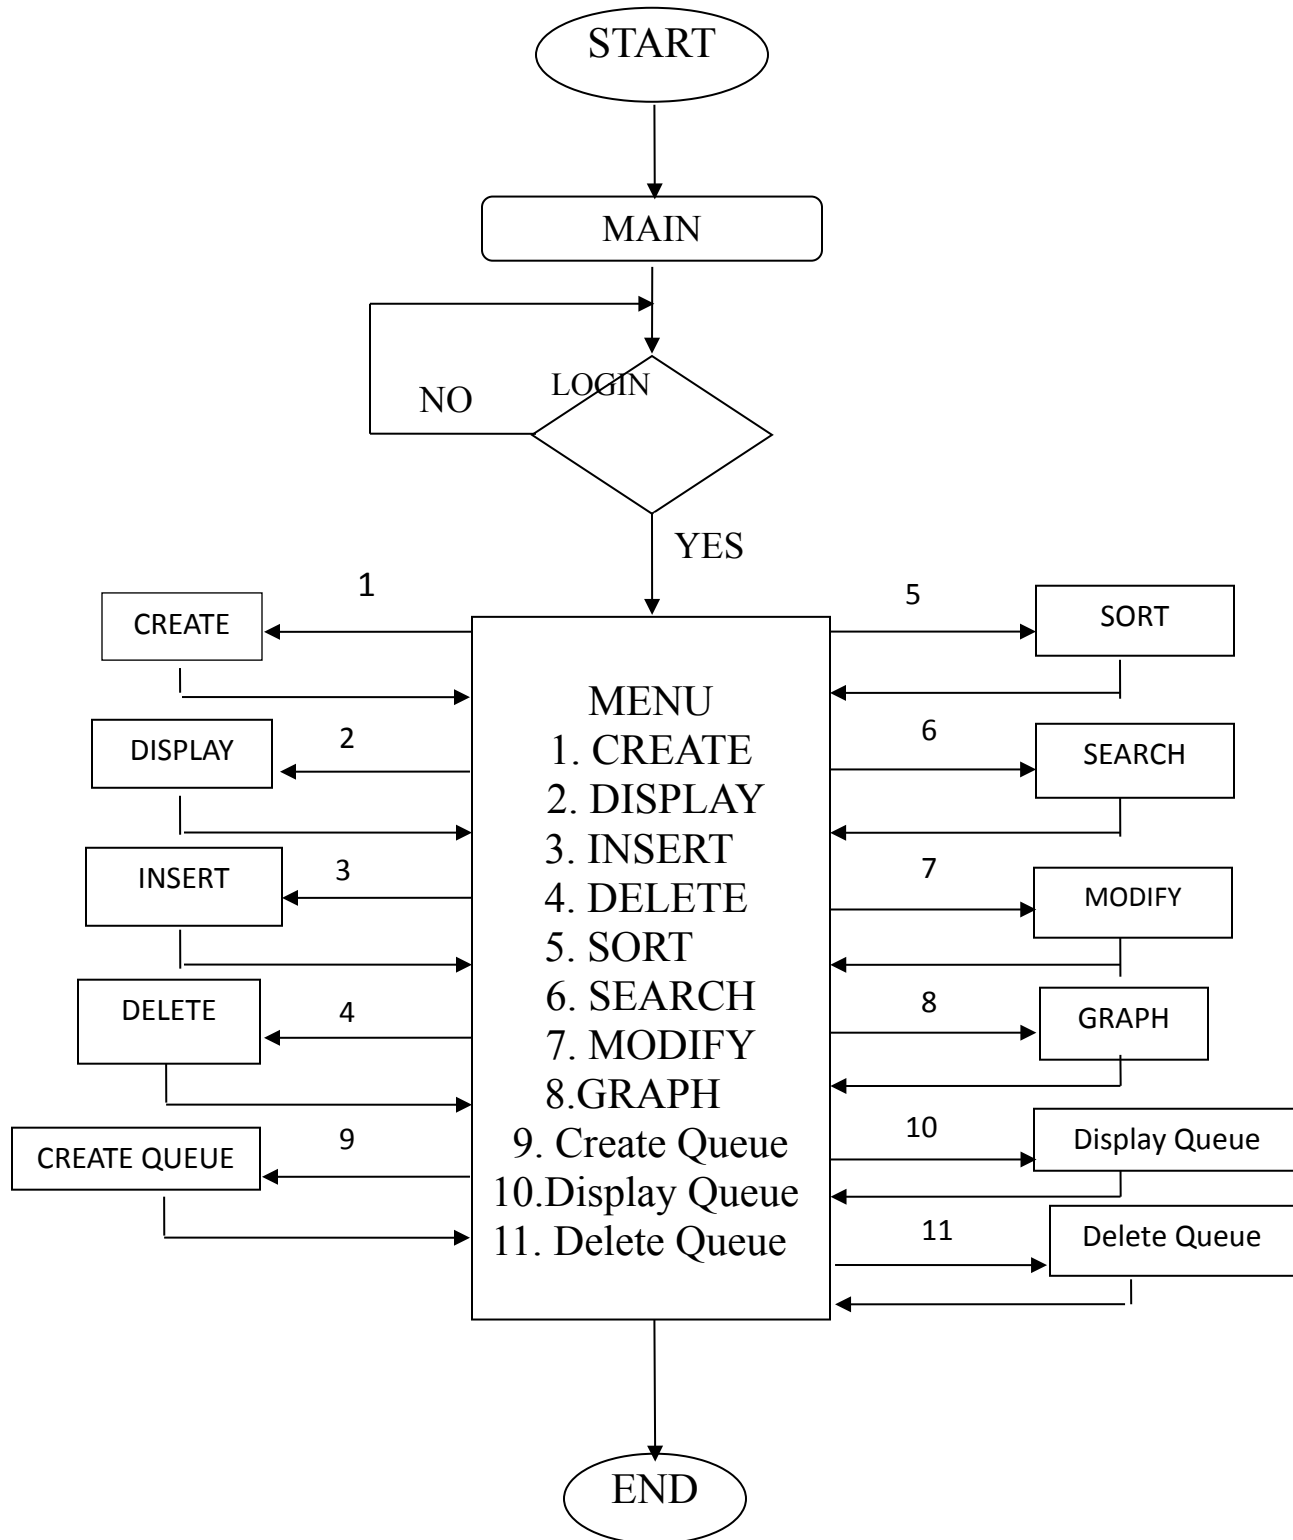 START
MAIN
LOGIN
NO
YES
1
CREATE
5
SORT
2
DISPLAY
6
SEARCH
3
INSERT
7
MODIFY
4
DELETE
8
GRAPH
9
CREATE QUEUE
10
Display Queue
11
Delete Queue
MENU
1. CREATE
2. DISPLAY
3. INSERT
4. DELETE
5. SORT
6. SEARCH
7. MODIFY
8.GRAPH
9. Create Queue
10.Display Queue
11. Delete Queue
END